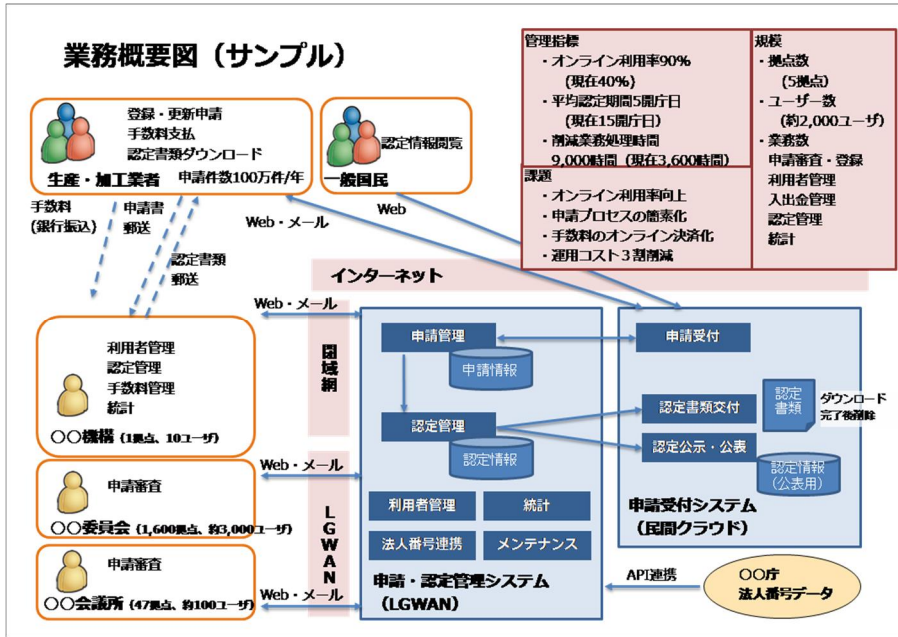 業務概要図（サンプル）
登録・更新申請
手数料支払
認定書類ダウンロード
生産・加工業者 申請件数100万件/年
認定情報閲覧
一般国民
管理指標
・オンライン利用率90%
（現在40%）
・平均認定期間5開庁日
（現在15開庁日）
・削減業務処理時間
9,000時間（現在3,600時間）
課題
・オンライン利用率向上
・申請プロセスの簡素化
・手数料のオンライン決済化
・運用コスト３割削減
規模
・拠点数
（5拠点）
・ユーザー数
（約2,000ユーザ）
・業務数
申請審査・登録
利用者管理
入出金管理
認定管理
統計
手数料
（銀行振込）
申請書
郵送
認定書類
郵送
Web・メール
Web
インターネット
Web・メール
利用者管理
認定管理
手数料管理
統計
〇〇機構（1拠点、10ユーザ）
閉域網
Web・メール
申請審査
〇〇委員会（1,600拠点、約3,000ユーザ）
LGWAN
申請審査
〇〇会議所（47拠点、約100ユーザ）
Web・メール
申請管理
申請情報
認定管理
認定情報
利用者管理
統計
法人番号連携
メンテナンス
申請・認定管理システム
（LGWAN）
申請受付
認定書類交付
認定
書類
ダウンロード
完了後削除
認定公示・公表
認定情報
（公表用）
申請受付システム
（民間クラウド）
API連携
〇〇庁
法人番号データ